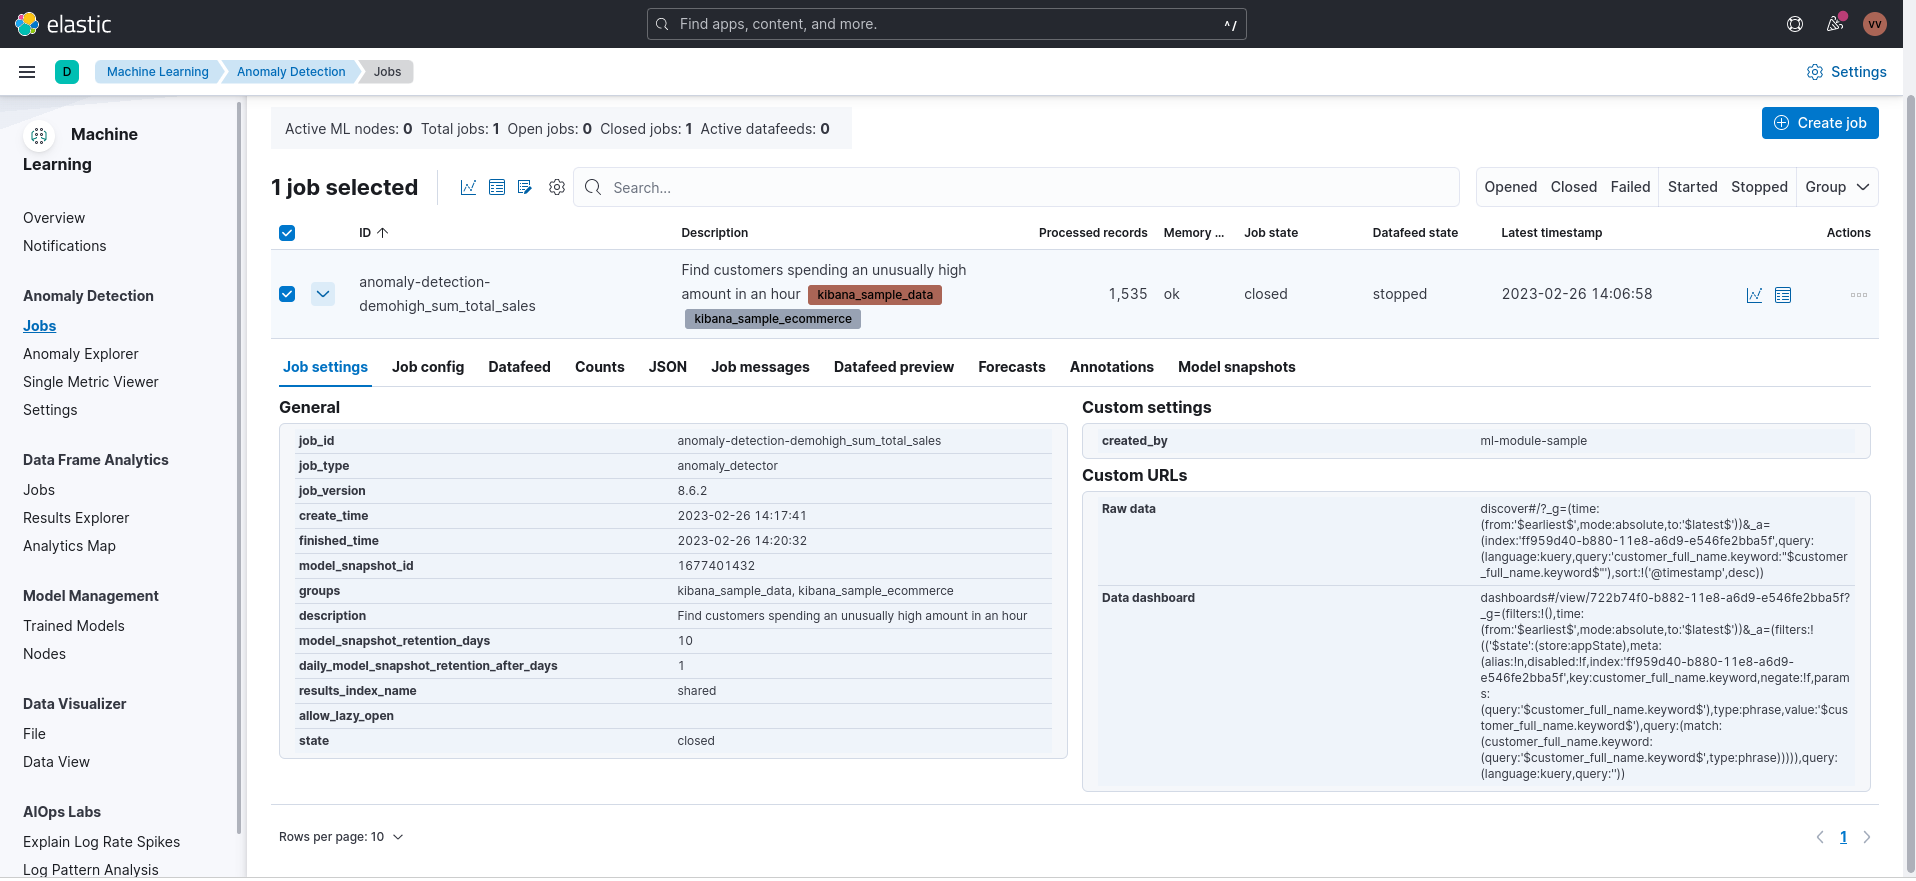 elastic
Find apps, content, and more.
^/
VV
D
Machine Learning
Anomaly Detection
Jobs
Settings
Machine
Learning
Overview
Notifications
Anomaly Detection
Jobs
Anomaly Explorer
Single Metric Viewer
Settings
Data Frame Analytics
Jobs
Results Explorer
Analytics Map
Model Management
Trained Models
Nodes
Data Visualizer
File
Data View
AIOps Labs
Explain Log Rate Spikes
Log Pattern Analysis
Active ML nodes: 0 Total jobs: 1 Open jobs: 0 Closed jobs: 1 Active datafeeds: 0
Create job
1 job selected
Search...
Opened Closed Failed Started Stopped Group
ID Description Processed records Memory ... Job state Datafeed state Latest timestamp Actions
anomaly-detection-
demohigh_sum_total_sales
Find customers spending an unusually high
amount in an hour kibana_sample_data
kibana_sample_ecommerce
1,535 ok closed stopped 2023-02-26 14:06:58
Job settings Job config Datafeed Counts JSON Job messages Datafeed preview Forecasts Annotations Model snapshots
General
job_id anomaly-detection-demohigh_sum_total_sales
job_type anomaly_detector
job_version 8.6.2
create_time 2023-02-26 14:17:41
finished_time 2023-02-26 14:20:32
model_snapshot_id 1677401432
groups kibana_sample_data, kibana_sample_ecommerce
description Find customers spending an unusually high amount in an hour
model_snapshot_retention_days 10
daily_model_snapshot_retention_after_days 1
results_index_name shared
allow_lazy_open
state closed
Custom settings
created_by ml-module-sample
Custom URLs
Raw data discover#/?_g=(time:
(from:'$earliest$',mode:absolute,to:'$latest$'))&_a=
(index:'ff959d40-b880-11e8-a6d9-e546fe2bba5f',query:
(language:kuery,query:'customer_full_name.keyword:"$customer
_full_name.keyword$"'),sort:!('@timestamp',desc))
Data dashboard dashboards#/view/722b74f0-b882-11e8-a6d9-e546fe2bba5f?
_g=(filters:!(),time:
(from:'$earliest$',mode:absolute,to:'$latest$'))&_a=(filters:!
(('$state':(store:appState),meta:
(alias:!n,disabled:!f,index:'ff959d40-b880-11e8-a6d9-
e546fe2bba5f',key:customer_full_name.keyword,negate:!f,param
s:
(query:'$customer_full_name.keyword$'),type:phrase,value:'$cus
tomer_full_name.keyword$'),query:(match:
(customer_full_name.keyword:
(query:'$customer_full_name.keyword$',type:phrase))))),query:
(language:kuery,query:''))
Rows per page: 10
1